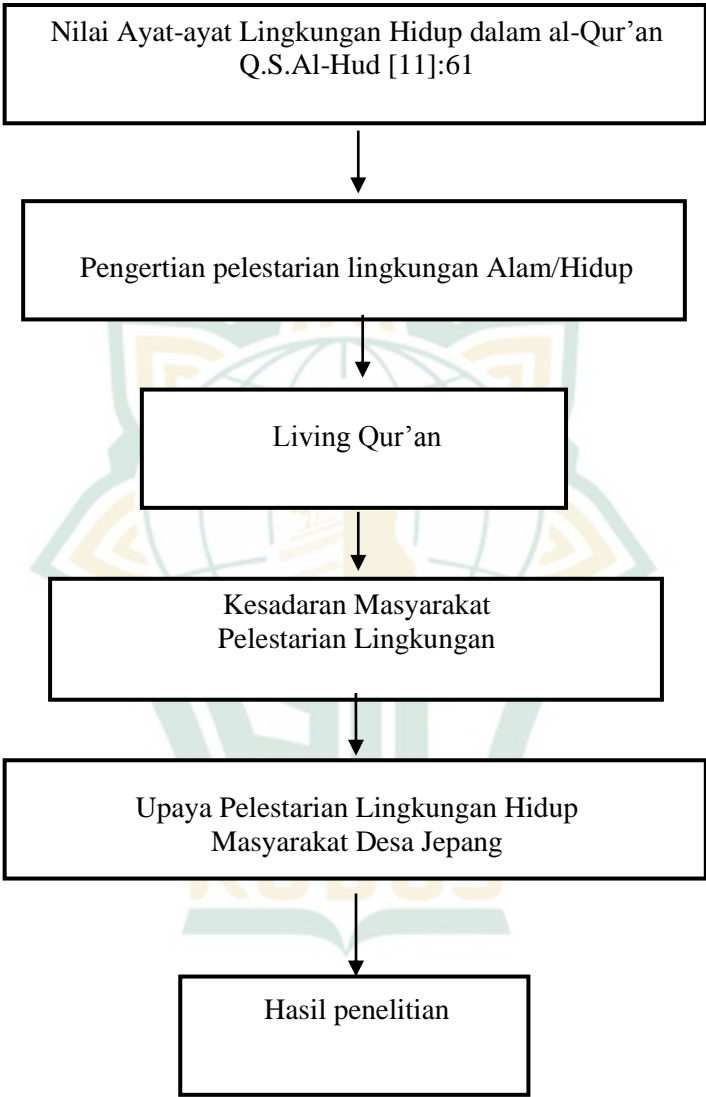 Nilai Ayat-ayat Lingkungan Hidup dalam al-Qur’an
Q.S.Al-Hud [11]:61
Pengertian pelestarian lingkungan Alam/Hidup
Living Qur’an
Kesadaran Masyarakat
Pelestarian Lingkungan
Upaya Pelestarian Lingkungan Hidup
Masyarakat Desa Jepang
KUDUS
Hasil penelitian